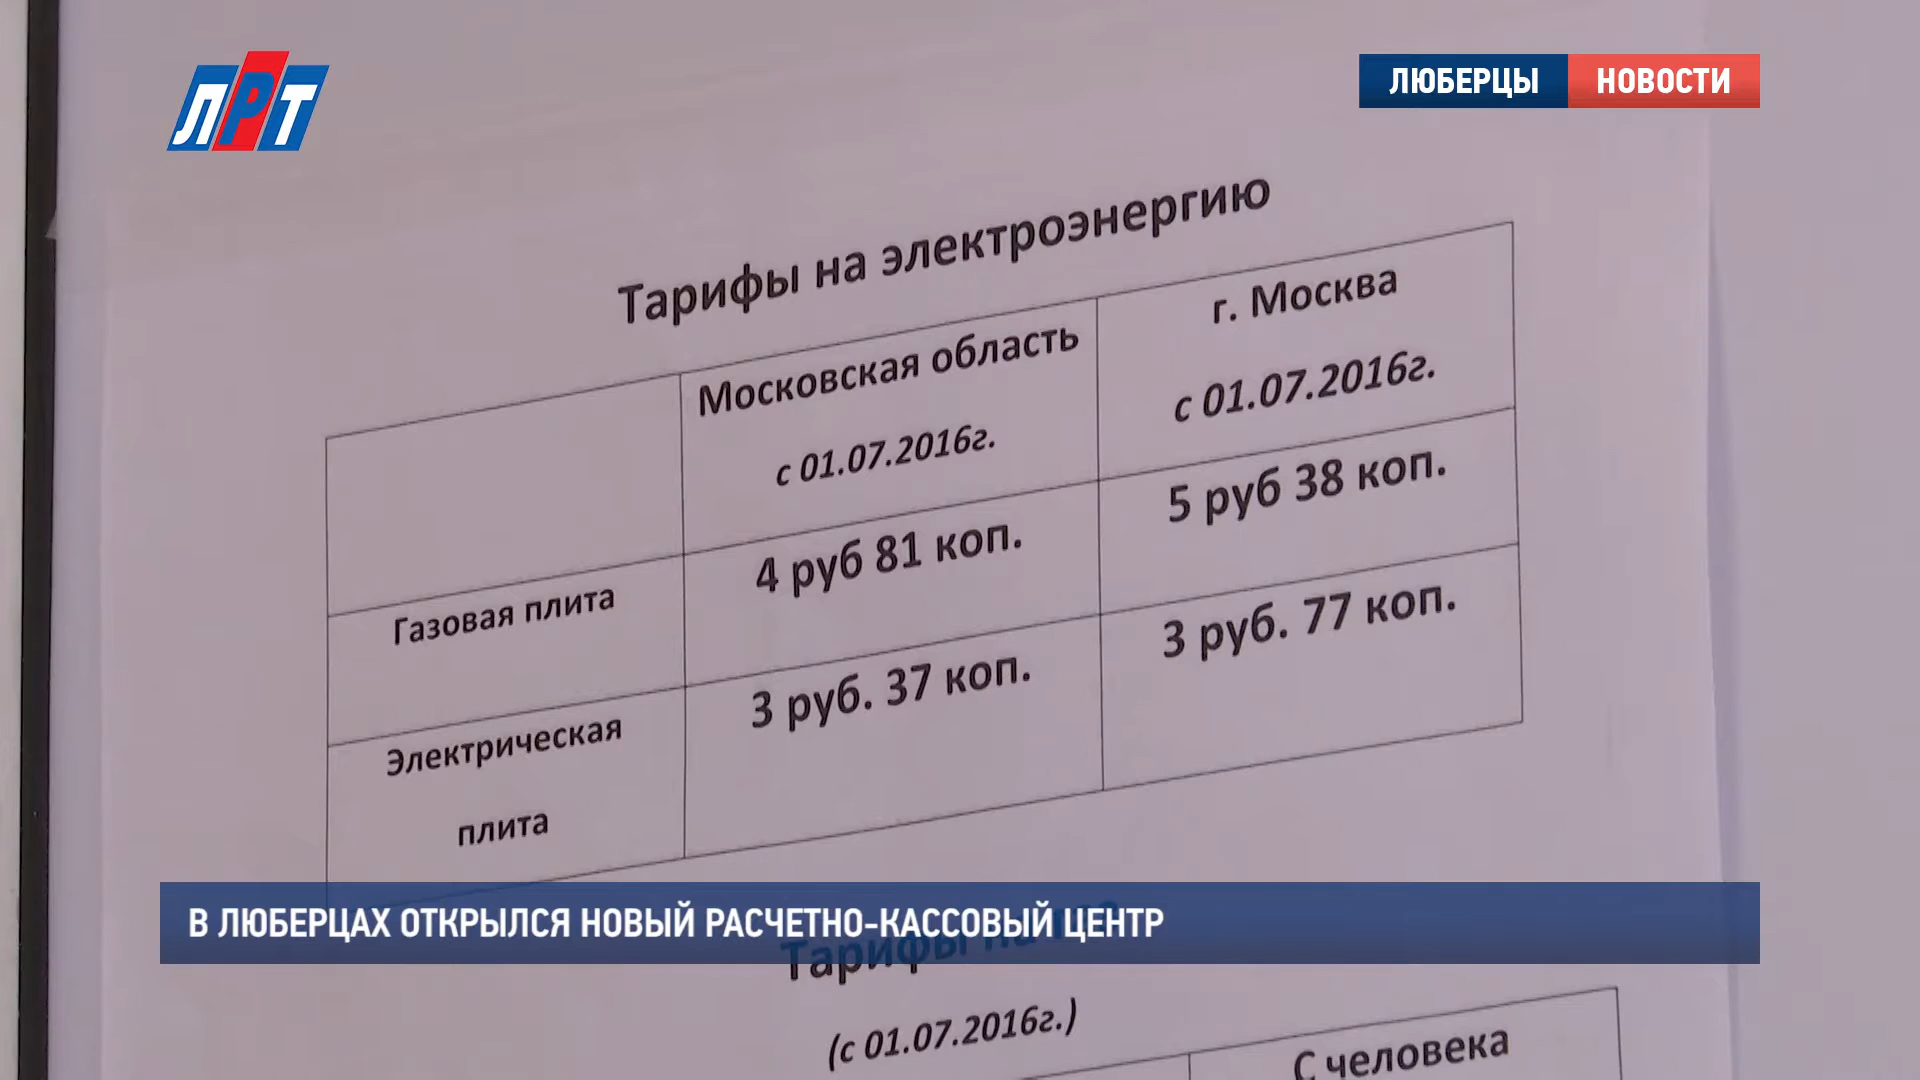 ЛРТ
ЛЮБЕРЦЫ НОВОСТИ
Тарифы на электроэнергию
Московская область
с 01.07.2016г.
г. Москва
с 01.07.2016г.
Газовая плита
4 руб 81 коп.
5 руб 38 коп.
Электрическая
плита
3 руб. 37 коп.
3 руб. 77 коп.
В ЛЮБЕРЦАХ ОТКРЫЛСЯ НОВЫЙ РАСЧЕТНО-КАССОВЫЙ ЦЕНТР
Тарифы на
(с 01.07.2016г.)
С человека